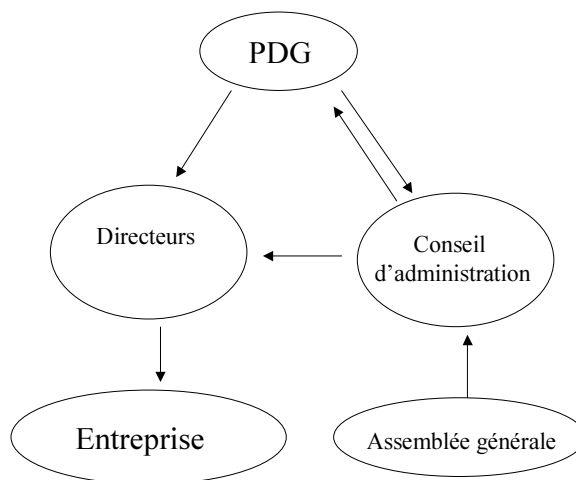 PDG
Directeurs
Conseil
d’administration
Entreprise
Assemblée générale